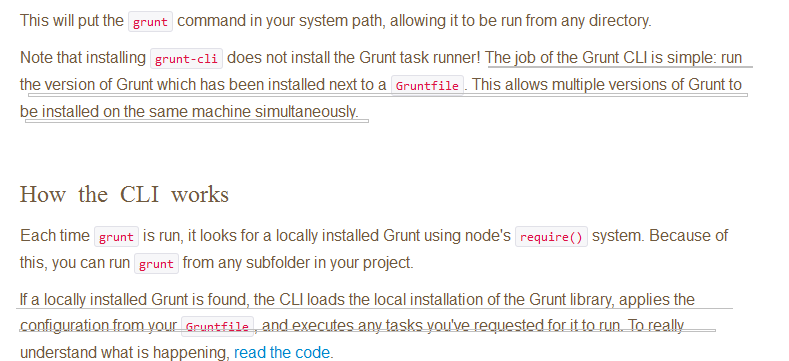 This will put the grunt command in your system path, allowing it to be run from any directory.
Note that installing grunt-cli does not install the Grunt task runner! The job of the Grunt CLI is simple: run
the version of Grunt which has been installed next to a Gruntfile. This allows multiple versions of Grunt to
be installed on the same machine simultaneously.
How the CLI works
Each time grunt is run, it looks for a locally installed Grunt using node's require() system. Because of
this, you can run grunt from any subfolder in your project.
If a locally installed Grunt is found, the CLI loads the local installation of the Grunt library, applies the
configuration from your Gruntfile, and executes any tasks you've requested for it to run. To really
understand what is happening, read the code.